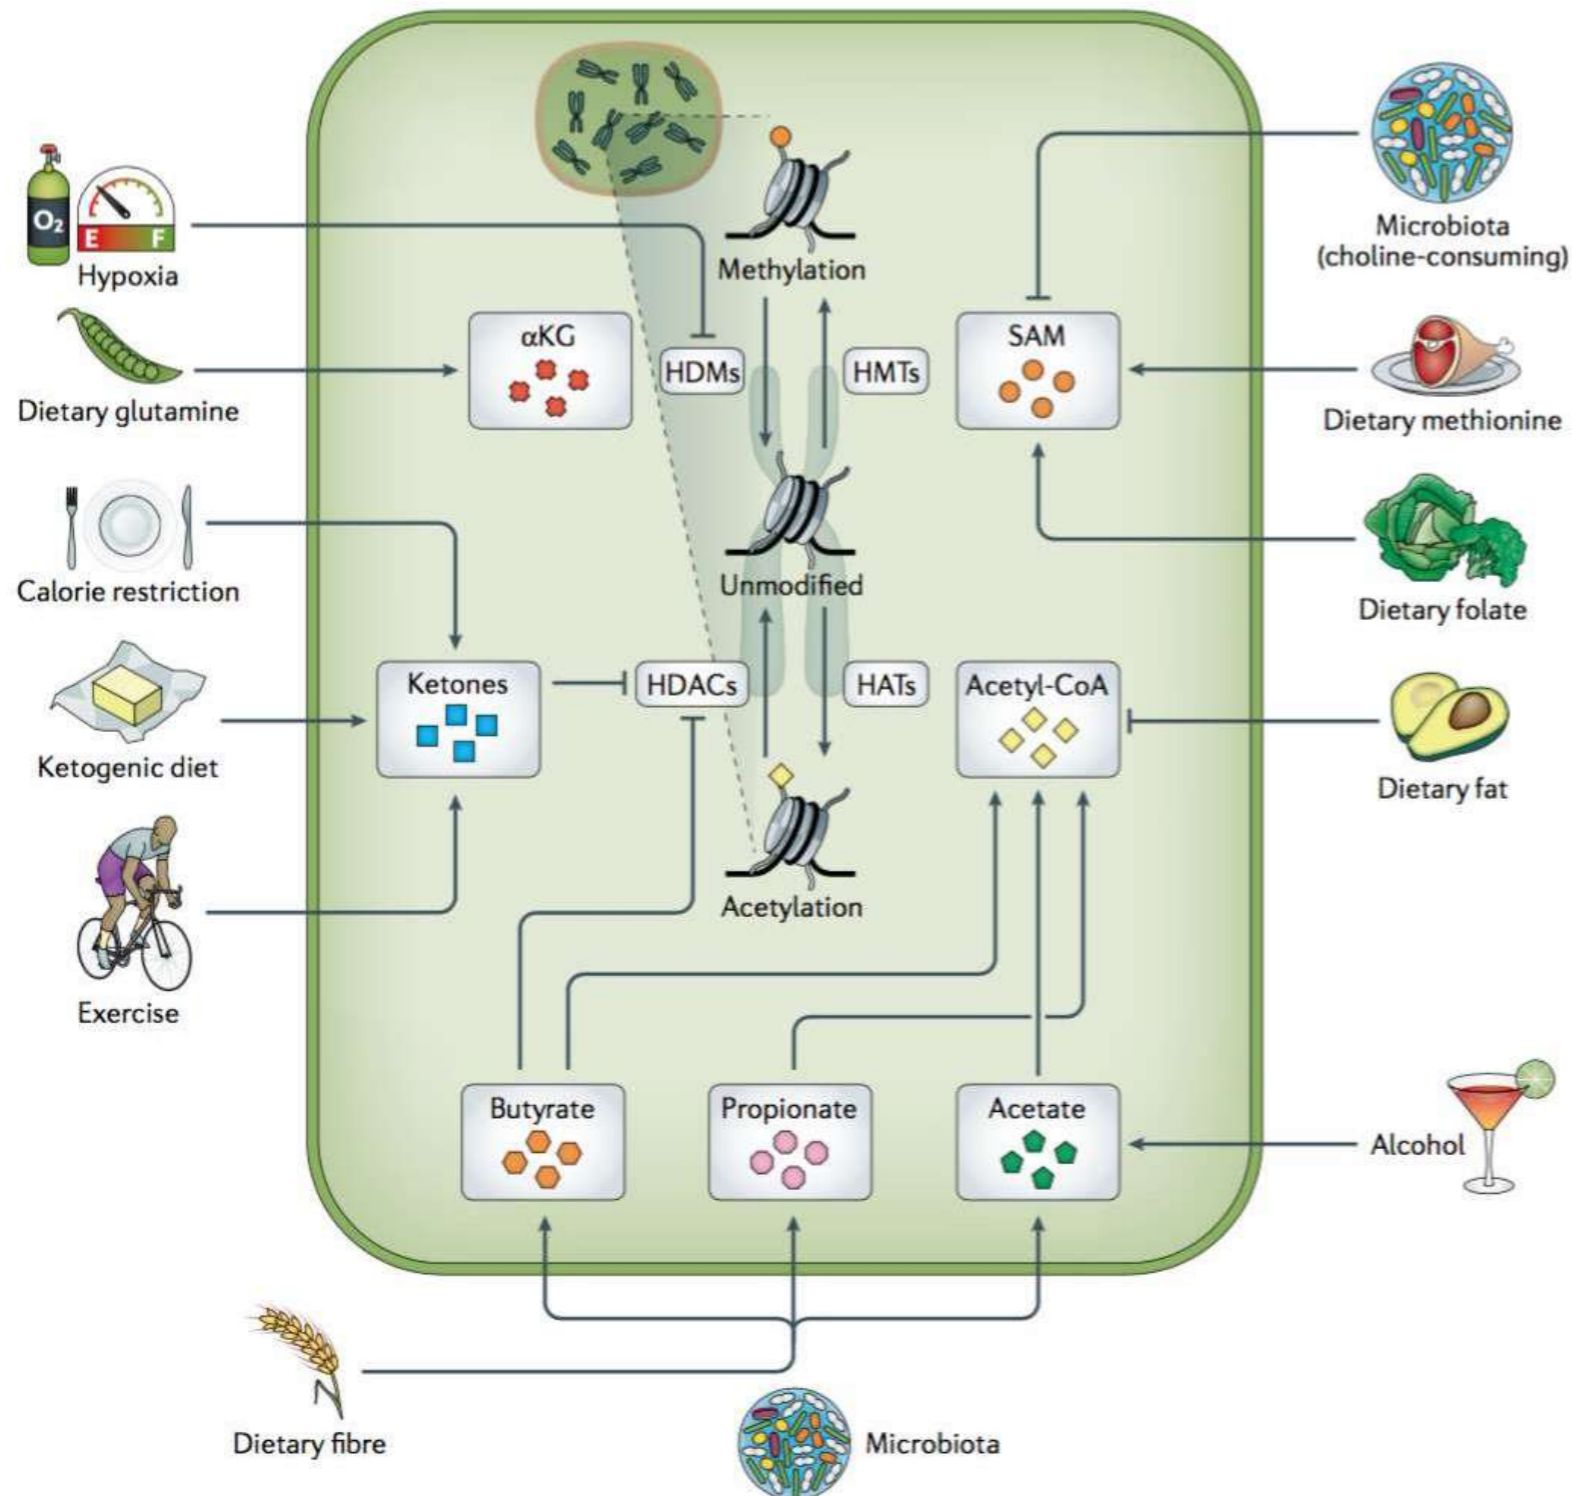 O₂
E F
Hypoxia
Dietary glutamine
Calorie restriction
Ketogenic diet
Exercise
Methylation
αKG
HDMs
HMTs
SAM
Unmodified
Ketones
HDACs
HATs
Acetyl-CoA
Acetylation
Butyrate
Propionate
Acetate
Microbiota
(choline-consuming)
Dietary methionine
Dietary folate
Dietary fat
Alcohol
Dietary fibre
Microbiota